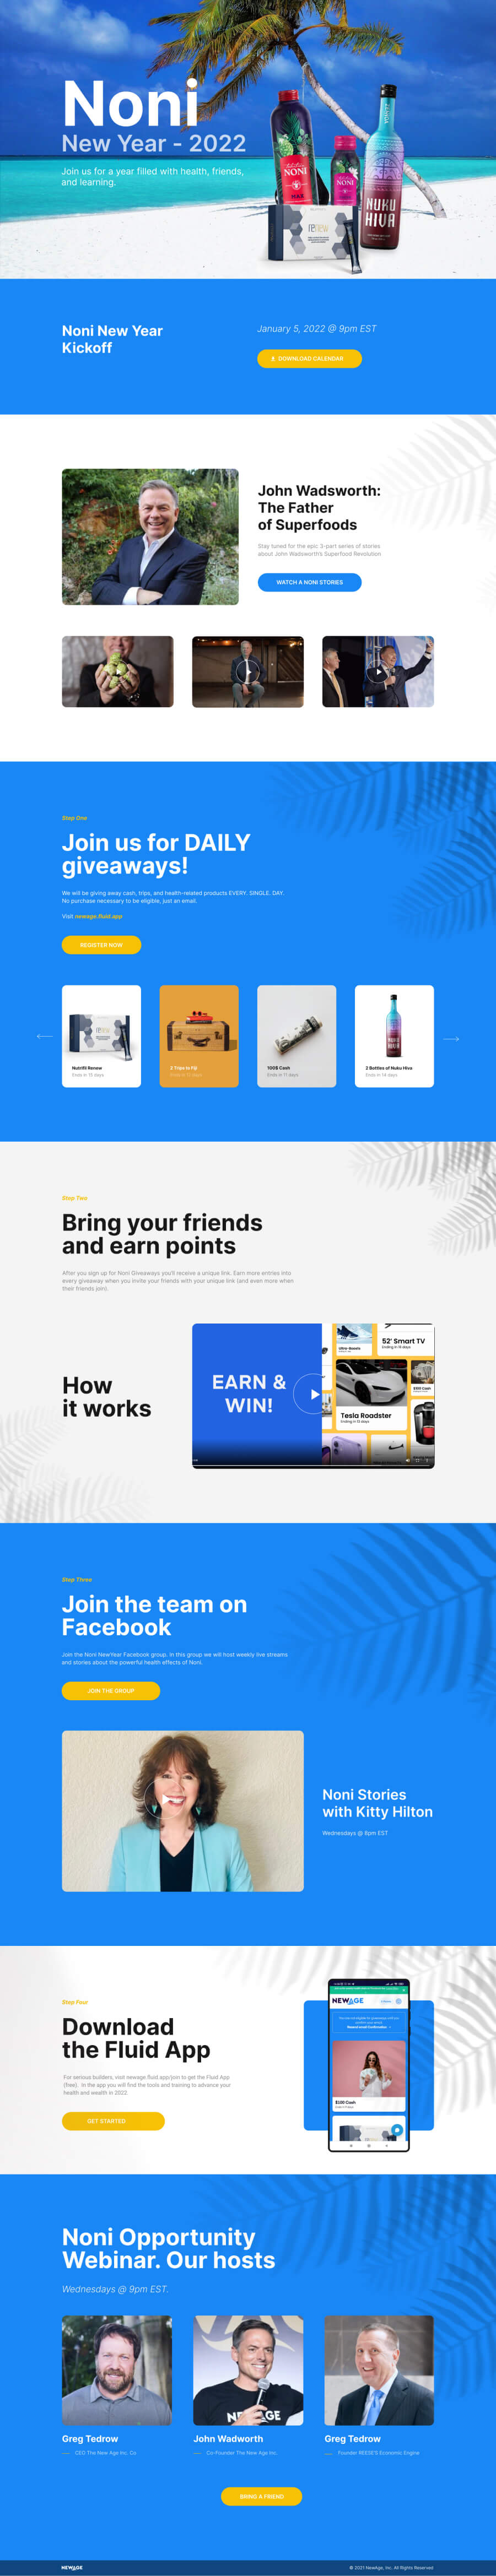 Noni
New Year - 2022
Join us for a year filled with health, friends,
and learning.
NONI
MAX
NONI
renew
NUKU
HIVA
Noni New Year
Kickoff
January 5, 2022 @ 9pm EST
DOWNLOAD CALENDAR
John Wadsworth:
The Father
of Superfoods
Stay tuned for the epic 3-part series of stories
about John Wadsworth's Superfood Revolution
WATCH A NONI STORIES
Step One
Join us for DAILY
giveaways!
We will be giving away cash, trips, and health-related products EVERY. SINGLE. DAY.
No purchase necessary to be eligible, just an email.
Visit newage.fluid.app
REGISTER NOW
Nutrifii Renew
Ends in 15 days
2 Trips to Fiji
100$ Cash
Ends in 11 days
2 Bottles of Nuku Hiva
Ends in 14 days
Step Two
Bring your friends
and earn points
After you sign up for Noni Giveaways you'll receive a unique link. Earn more entries into
every giveaway when you invite your friends with your unique link (and even more when
their friends join).
How
it works
EARN &
WIN!
52' Smart TV
Tesla Roadster
$100 Cash
Step Three
Join the team on
Facebook
Join the Noni NewYear Facebook group. In this group we will host weekly live streams
and stories about the powerful health effects of Noni.
JOIN THE GROUP
Noni Stories
with Kitty Hilton
Wednesdays @ 8pm EST
Step Four
Download
the Fluid App
For serious builders, visit newage.fluid.app/join to get the Fluid App
(free). In the app you will find the tools and training to advance your
health and wealth in 2022.
GET STARTED
NEWAGE
$100 Cash
Noni Opportunity
Webinar. Our hosts
Wednesdays @ 9pm EST.
Greg Tedrow
CEO The New Age Inc. Co
John Wadworth
Co-Founder The New Age Inc.
Greg Tedrow
Founder REESE'S Economic Engine
BRING A FRIEND
NEWAGE
© 2021 NewAge, Inc. All Rights Reserved